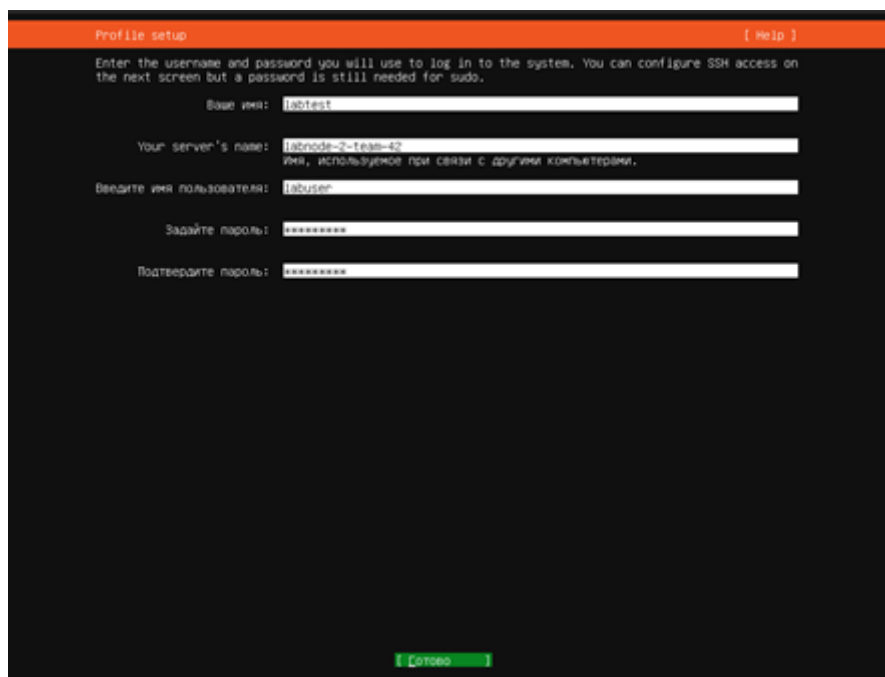 Profile setup [ Help ]
Enter the username and password you will use to log in to the system. You can configure SSH access on
the next screen but a password is still needed for sudo.
Ваше имя: labtest
Your server's name: labnode-2-team-42
Имя, используемое при связи с другими компьютерами.
Введите имя пользователя: labuser
Задайте пароль: *********
Подтвердите пароль: *********
[ Готово ]